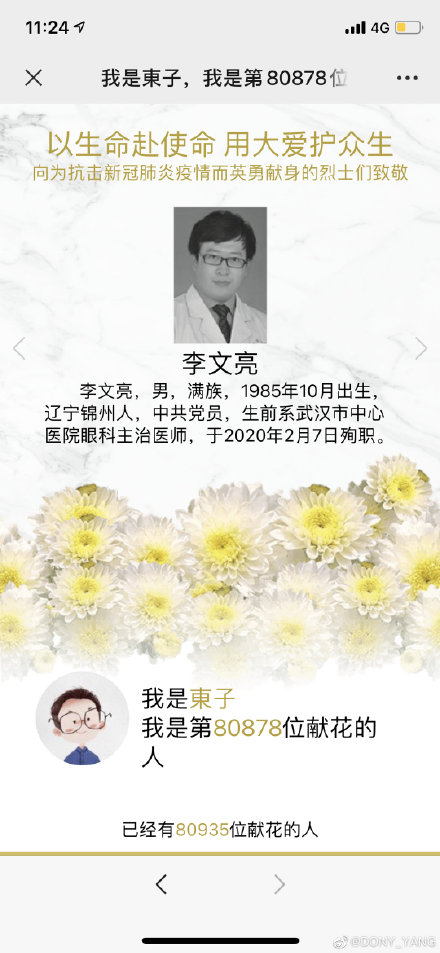 11:24
4G
我是東子，我是第80878位
以生命赴使命 用大爱护众生
向为抗击新冠肺炎疫情而英勇献身的烈士们致敬
李文亮
李文亮，男，满族，1985年10月出生，
辽宁锦州人，中共党员，生前系武汉市中心
医院眼科主治医师，于2020年2月7日殉职。
我是東子
我是第80878位献花的
人
已经有80935位献花的人
@DONY_YANG